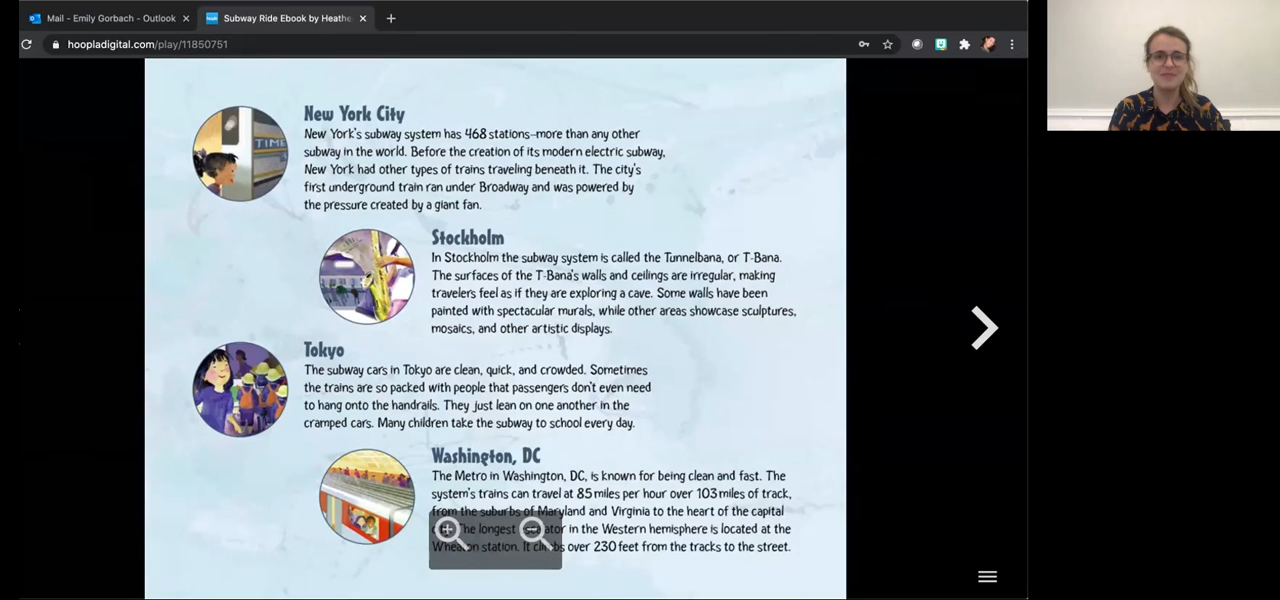 Mail - Emily Gorbach - Outlook
Subway Ride Ebook by Heathe
hoopladigital.com/play/11850751
New York City
New York's subway system has 468 stations–more than any other
subway in the world. Before the creation of its modern electric subway,
New York had other types of trains traveling beneath it. The city's
first underground train ran under Broadway and was powered by
the pressure created by a giant fan.
TIME
Stockholm
In Stockholm the subway system is called the Tunnelbana, or T-Bana.
The surfaces of the T-Bana's walls and ceilings are irregular, making
travelers feel as if they are exploring a cave. Some walls have been
painted with spectacular murals, while other areas showcase sculptures,
mosaics, and other artistic displays.
Tokyo
The subway cars in Tokyo are clean, quick, and crowded. Sometimes
the trains are so packed with people that passengers don't even need
to hang onto the handrails. They just lean on one another in the
cramped cars. Many children take the subway to school every day.
Washington, DC
The Metro in Washington, DC, is known for being clean and fast. The
system's trains can travel at 85 miles per hour over 103 miles of track,
from the suburbs of Maryland and Virginia to the heart of the capital
The longest escalator in the Western hemisphere is located at the
Wheaton station. It climbs over 230 feet from the tracks to the street.